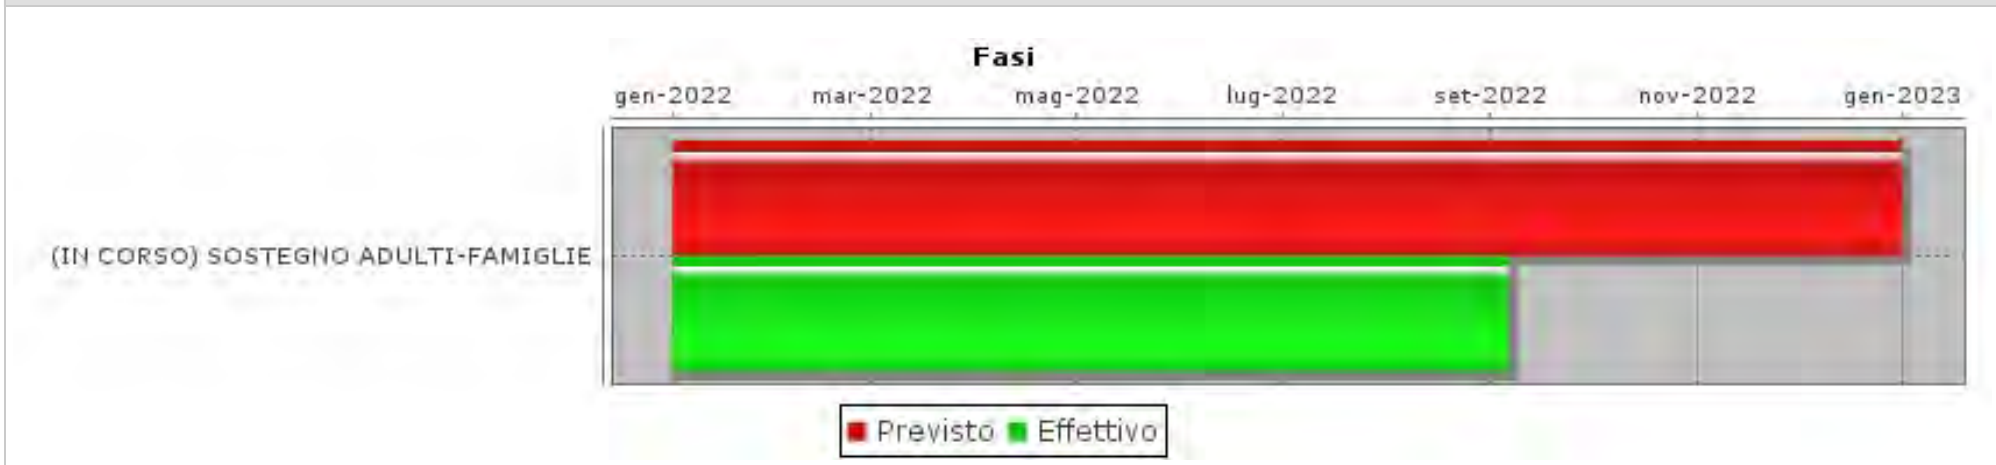 Fasi
gen-2022 mar-2022 mag-2022 lug-2022 set-2022 nov-2022 gen-2023
(IN CORSO) SOSTEGNO ADULTI-FAMIGLIE
Previsto Effettivo